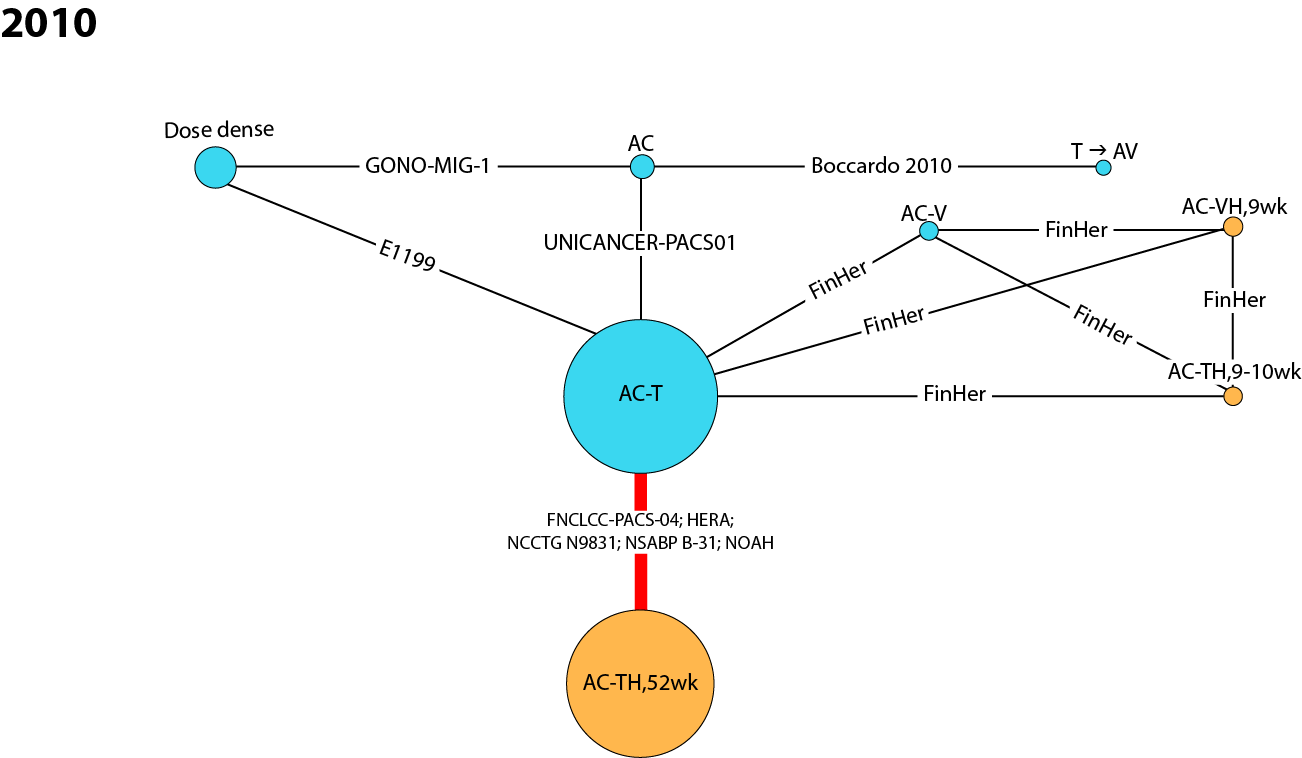 2010
Dose dense
GONO-MIG-1
AC
Boccardo 2010
T → AV
AC-V
FinHer
AC-VH,9wk
E1199
UNICANCER-PACS01
FinHer
FinHer
FinHer
FinHer
AC-TH,9-10wk
AC-T
FinHer
FNCLCC-PACS-04; HERA;
NCCTG N9831; NSABP B-31; NOAH
AC-TH,52wk